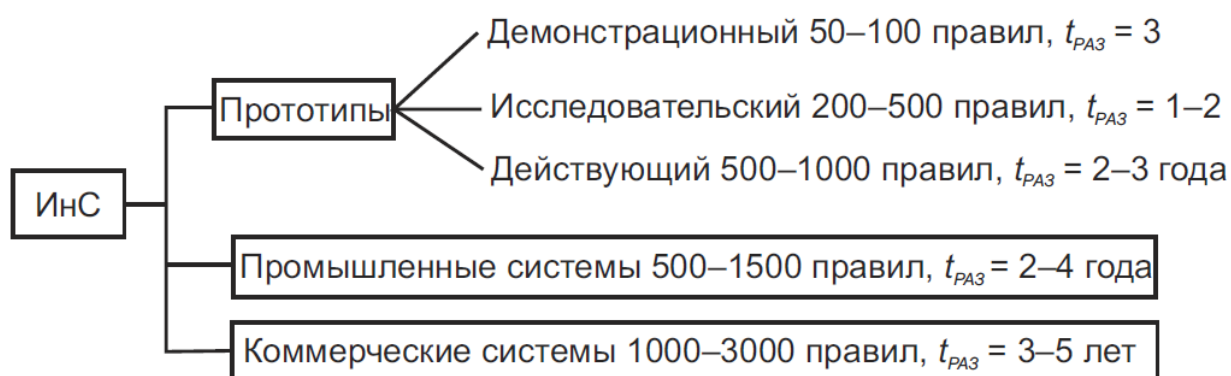 Демонстрационный 50–100 правил, tРАЗ = 3
Прототипы
Исследовательский 200–500 правил, tРАЗ = 1–2
Действующий 500–1000 правил, tРАЗ = 2–3 года
ИнС
Промышленные системы 500–1500 правил, tРАЗ = 2–4 года
Коммерческие системы 1000–3000 правил, tРАЗ = 3–5 лет